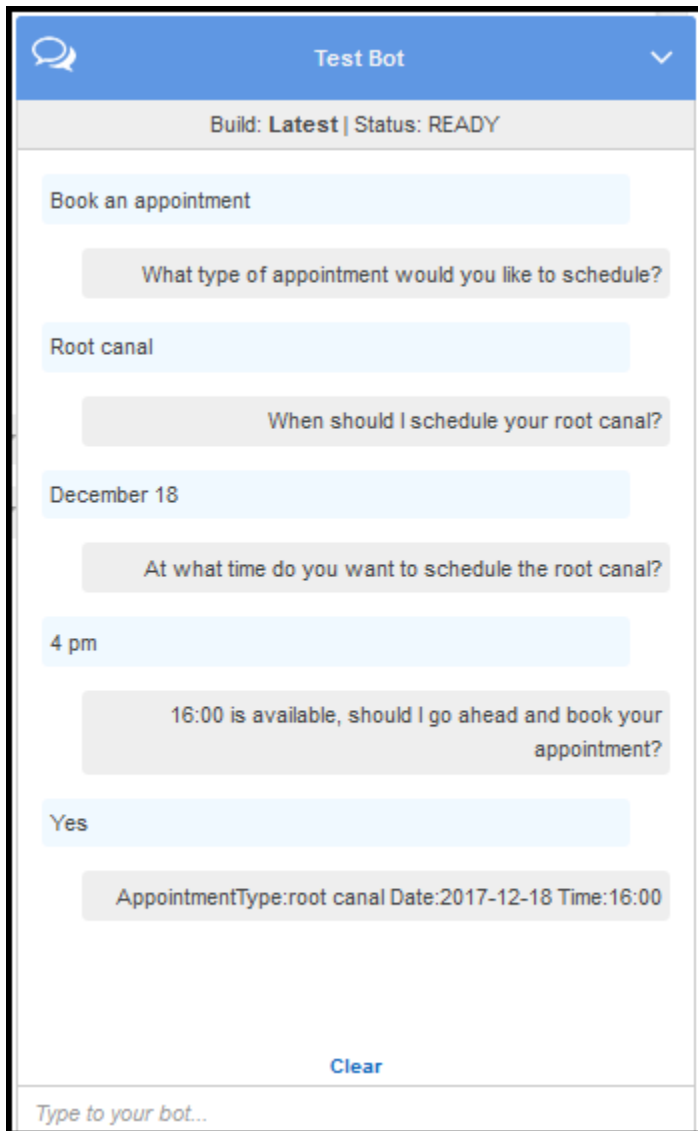 Test Bot
Build: Latest | Status: READY
Book an appointment
What type of appointment would you like to schedule?
Root canal
When should I schedule your root canal?
December 18
At what time do you want to schedule the root canal?
4 pm
16:00 is available, should I go ahead and book your
appointment?
Yes
AppointmentType:root canal Date:2017-12-18 Time:16:00
Clear
Type to your bot...